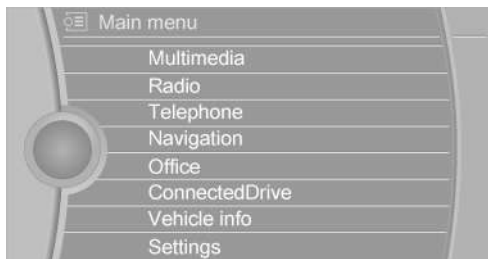 Main menu
Multimedia
Radio
Telephone
Navigation
Office
ConnectedDrive
Vehicle info
Settings